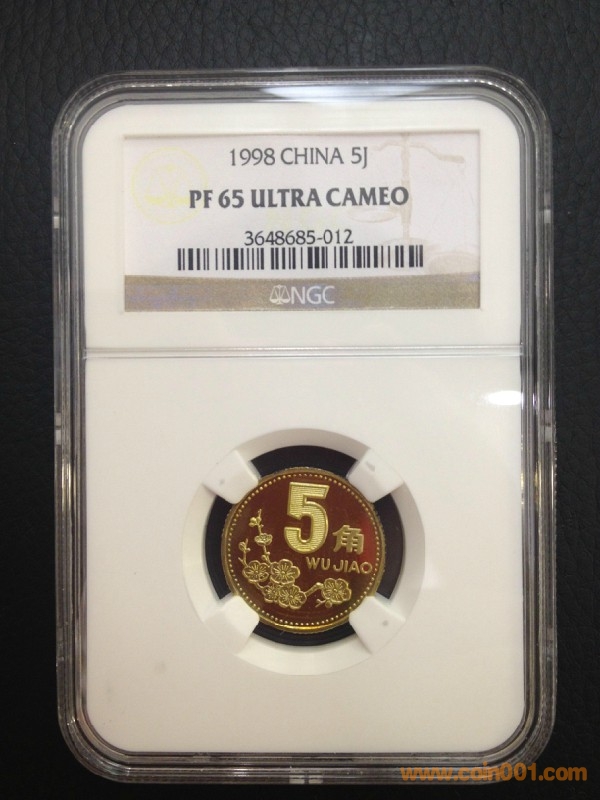 1998 CHINA 5J
PF 65 ULTRA CAMEO
3648685-012
NGC
5角
WU JIAO
www.coin001.com